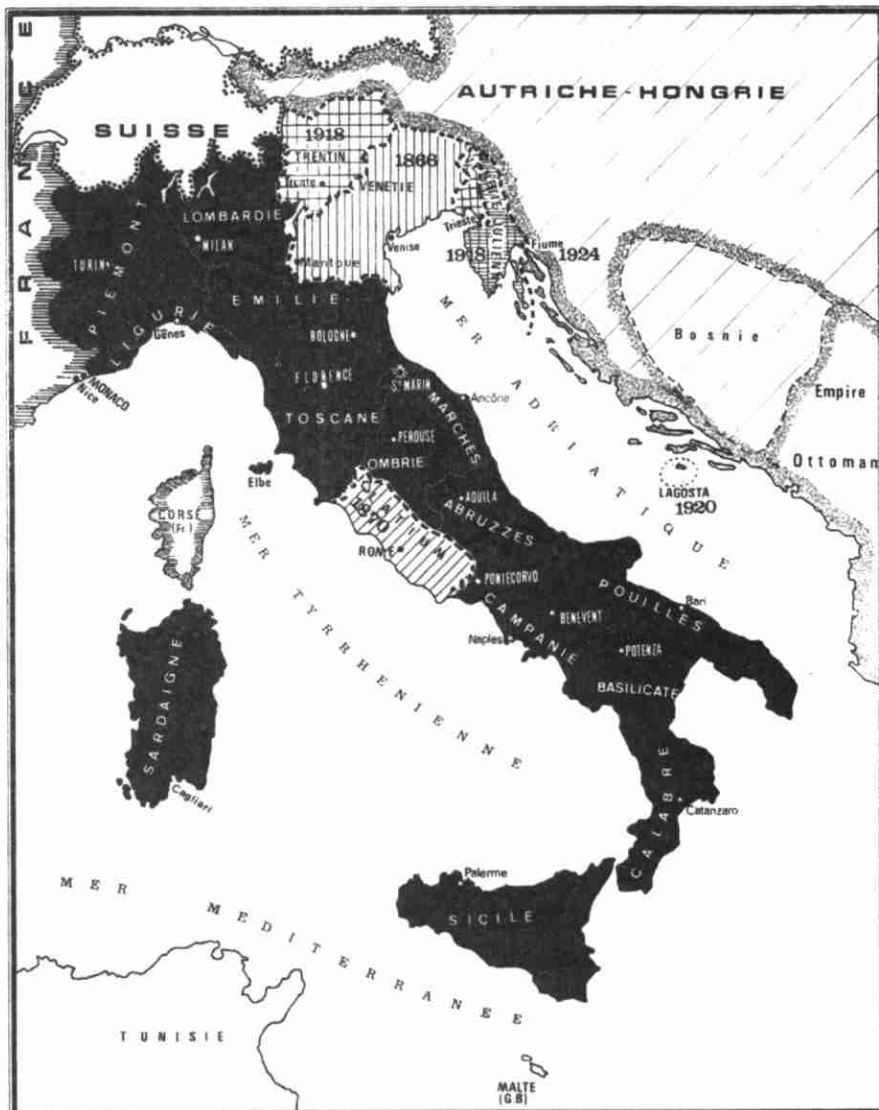 FRANCE
AUTRICHE-HONGRIE
SUISSE
1918
TRENTIN
Trente
1866
VENETIE
LOMBARDIE
MILAN
Mantoue
Venise
Trieste
1918
Fiume
1924
PIEMONT
TURIN
EMILIE
LIGURIE
Gênes
BOLOGNE
MONACO
Nice
FLORENCE
St MARIN
TOSCANE
MARCHES
Ancône
MER ADRIATIQUE
Bosnie
Empire
Ottoman
PEROUSE
OMBRIE
Elbe
LATIUM
1870
ROME
AQUILA
ABRUZZES
LAGOSTA
1920
CORSE
(Fr.)
MER TYRRHENIENNE
PONTECORVO
CAMPANIE
POUILLES
Bari
BENEVENT
Naples
POTENZA
BASILICATE
SARDAIGNE
Cagliari
CALABRE
Catanzaro
Palerme
SICILE
MER MEDITERRANEE
TUNISIE
MALTE
(G.B)